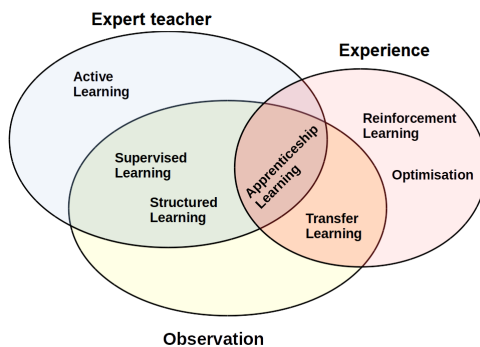 Expert teacher
Experience
Active
Learning
Reinforcement
Learning
Optimisation
Supervised
Learning
Structured
Learning
Apprenticeship
Learning
Transfer
Learning
Observation